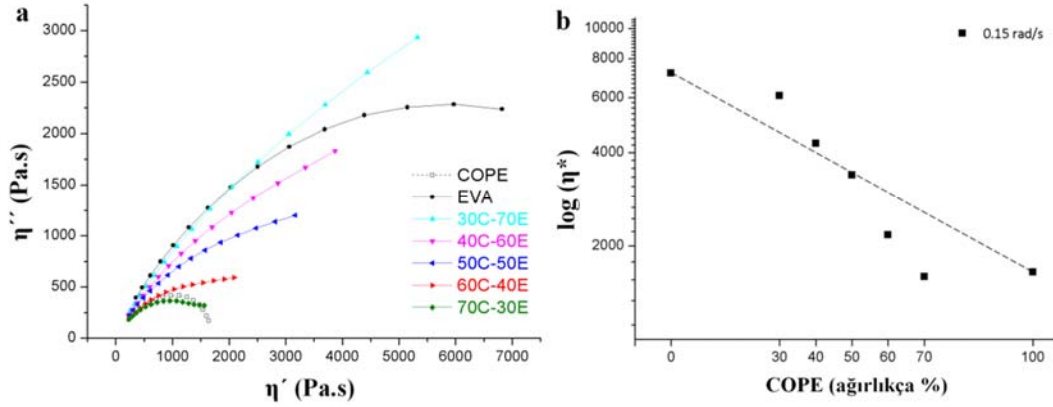 a
3000
2500
2000
1500
1000
500
0
η´´ (Pa.s)
0 1000 2000 3000 4000 5000 6000 7000
η´ (Pa.s)
COPE
EVA
30C-70E
40C-60E
50C-50E
60C-40E
70C-30E
b
10000
8000
6000
4000
2000
log (η*)
0.15 rad/s
0 30 40 50 60 70 100
COPE (ağırlıkça %)